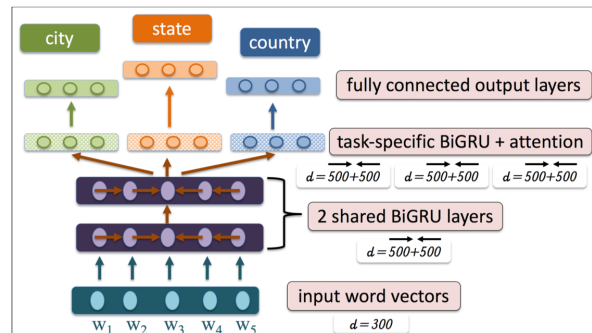 city
state
country
fully connected output layers
task-specific BiGRU + attention
d = 500+500 d = 500+500 d = 500+500
2 shared BiGRU layers
d = 500+500
input word vectors
W1 W2 W3 W4 W5
d = 300